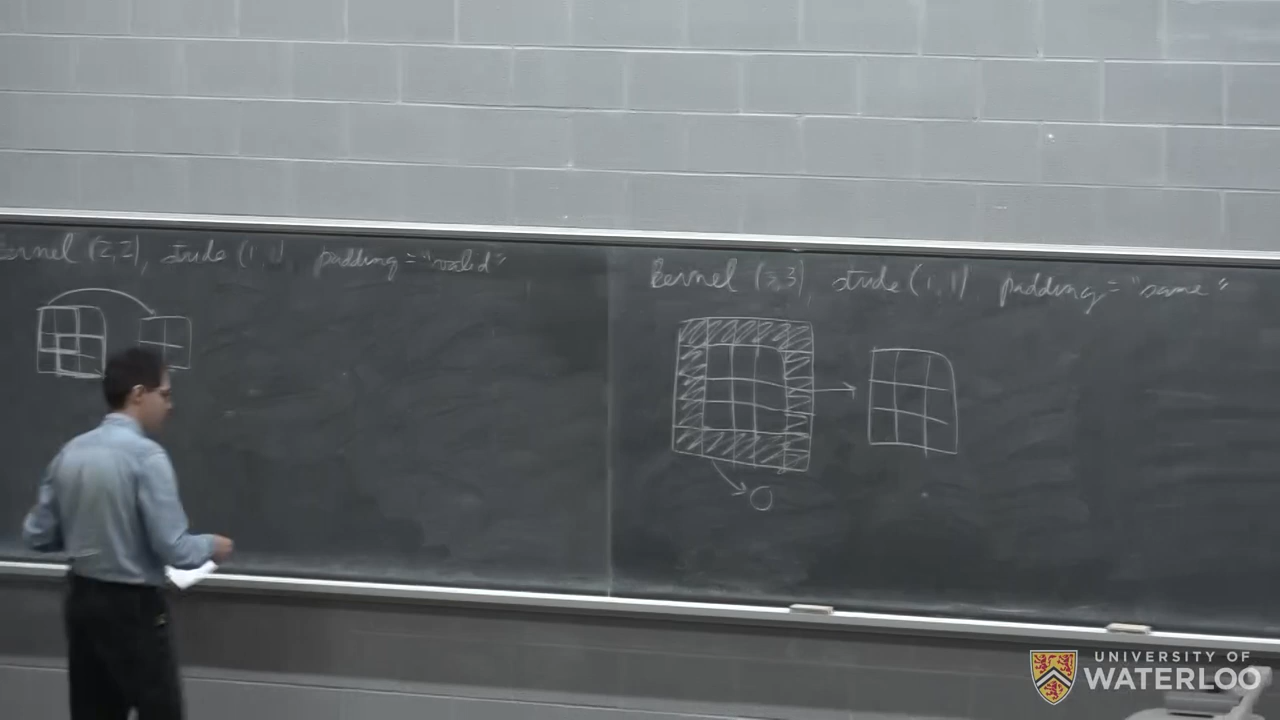 Kernel (2,2), stride (1,1) padding = "valid"
Kernel (3,3), stride (1,1) padding = "same"
0
UNIVERSITY OF
WATERLOO